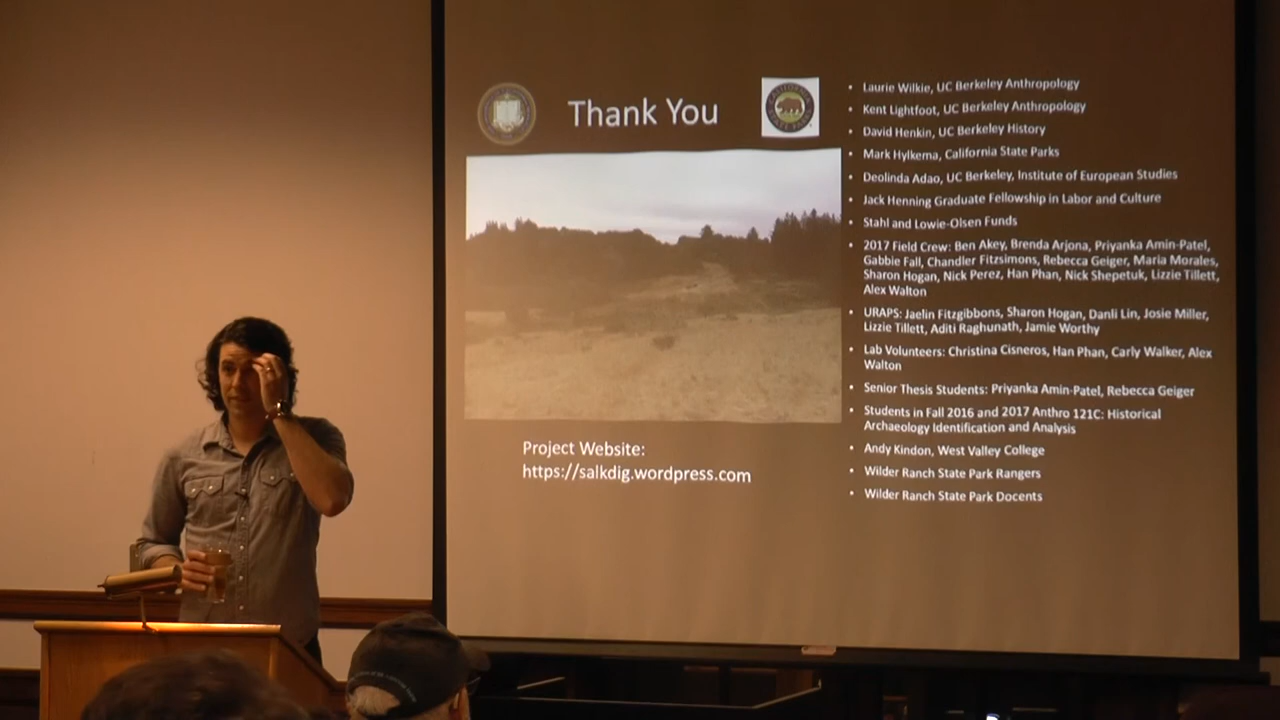 Thank You
Project Website:
https://salkdig.wordpress.com
• Laurie Wilkie, UC Berkeley Anthropology
• Kent Lightfoot, UC Berkeley Anthropology
• David Henkin, UC Berkeley History
• Mark Hylkema, California State Parks
• Deolinda Adao, UC Berkeley, Institute of European Studies
• Jack Henning Graduate Fellowship in Labor and Culture
• Stahl and Lowie-Olsen Funds
• 2017 Field Crew: Ben Akey, Brenda Arjona, Priyanka Amin-Patel,
Gabbie Fall, Chandler Fitzsimons, Rebecca Geiger, Maria Morales,
Sharon Hogan, Nick Perez, Han Phan, Nick Shepetuk, Lizzie Tillett,
Alex Walton
• URAPS: Jaelin Fitzgibbons, Sharon Hogan, Danli Lin, Josie Miller,
Lizzie Tillett, Aditi Raghunath, Jamie Worthy
• Lab Volunteers: Christina Cisneros, Han Phan, Carly Walker, Alex
Walton
• Senior Thesis Students: Priyanka Amin-Patel, Rebecca Geiger
• Students in Fall 2016 and 2017 Anthro 121C: Historical
Archaeology Identification and Analysis
• Andy Kindon, West Valley College
• Wilder Ranch State Park Rangers
• Wilder Ranch State Park Docents